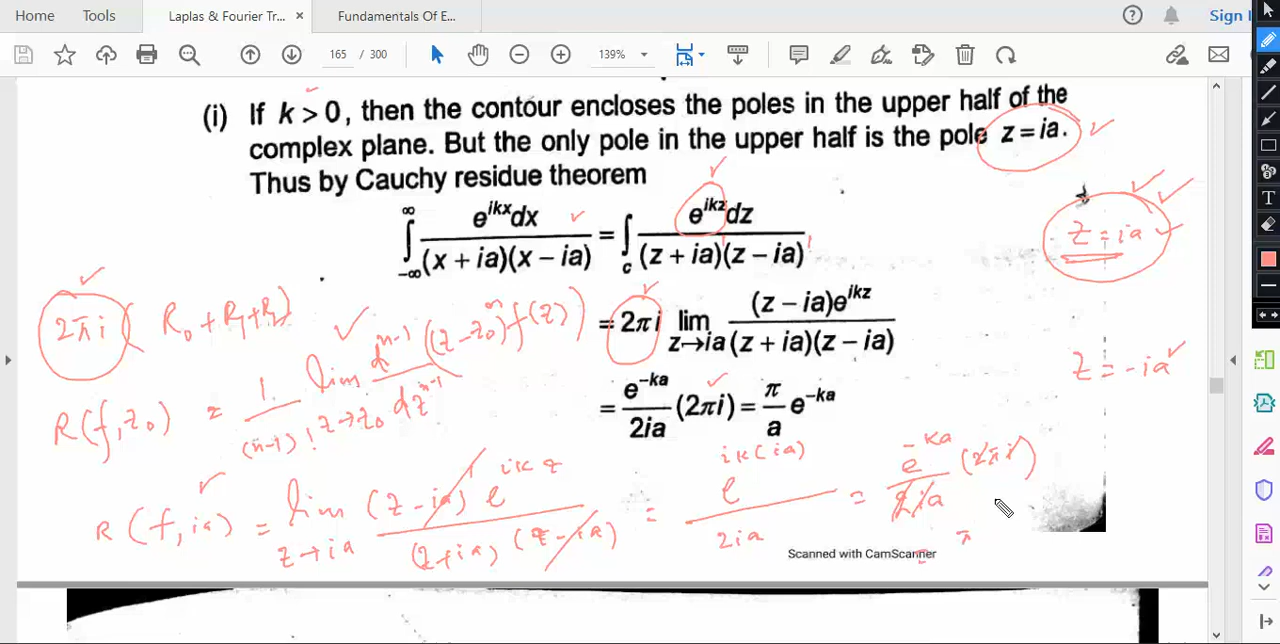 Home Tools Laplas & Fourier Tr... × Fundamentals Of E... Sign I
165 / 300 139%
(i) If k > 0, then the contour encloses the poles in the upper half of the
complex plane. But the only pole in the upper half is the pole z = ia.
Thus by Cauchy residue theorem
∫_{-∞}^{∞} e^{ikx}dx / (x + ia)(x − ia) = ∫_c e^{ikz}dz / (z + ia)(z − ia)
z = ia
2πi ( R₀ + R₁ +
= 2πi lim_{z→ia} (z − ia)e^{ikz} / (z + ia)(z − ia)
z = -ia
R(f, z₀) = 1/(n-1)! lim_{z→z₀} d^{n-1}/dz^{n-1} ((z-z₀)^n f(z))
= e^{-ka}/2ia (2πi) = π/a e^{-ka}
R(f, ia) = lim_{z→ia} (z-ia) e^{ikz} / (z+ia)(z-ia) = e^{ik(ia)} / 2ia = e^{-ka} / 2ia (2πi)
π
Scanned with CamScanner